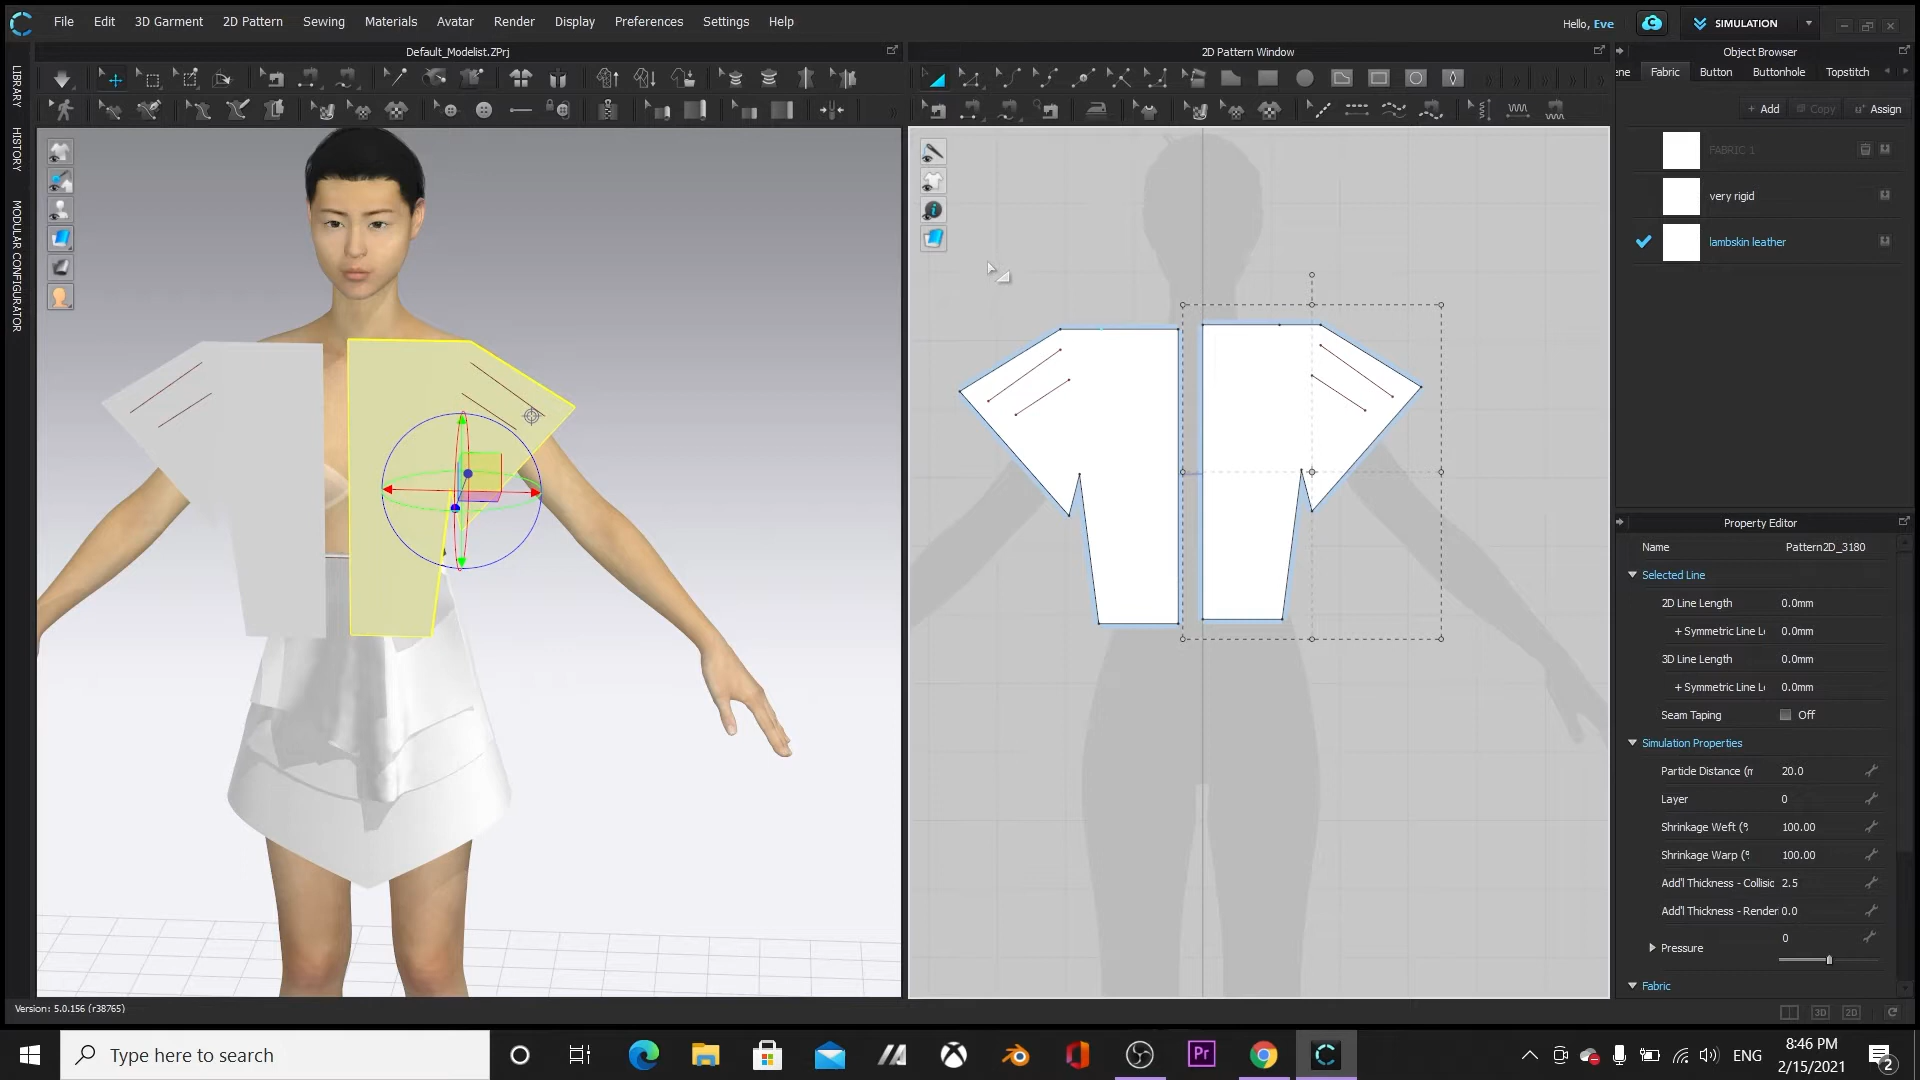 File Edit 3D Garment 2D Pattern Sewing Materials Avatar Render Display Preferences Settings Help
Hello, Eve
SIMULATION
Default_Modelist.ZPrj
2D Pattern Window
Object Browser
ene Fabric Button Buttonhole Topstitch
+ Add Copy Assign
FABRIC 1
very rigid
lambskin leather
LIBRARY
HISTORY
MODULAR CONFIGURATOR
Property Editor
Name Pattern2D_3180
Selected Line
2D Line Length 0.0mm
+ Symmetric Line L 0.0mm
3D Line Length 0.0mm
+ Symmetric Line L 0.0mm
Seam Taping Off
Simulation Properties
Particle Distance (m 20.0
Layer 0
Shrinkage Weft (% 100.00
Shrinkage Warp (% 100.00
Add'l Thickness - Collisic 2.5
Add'l Thickness - Render 0.0
Pressure 0
Fabric
Version: 5.0.156 (r38765)
3D 2D
Type here to search
Pr
ENG
8:46 PM
2/15/2021
2